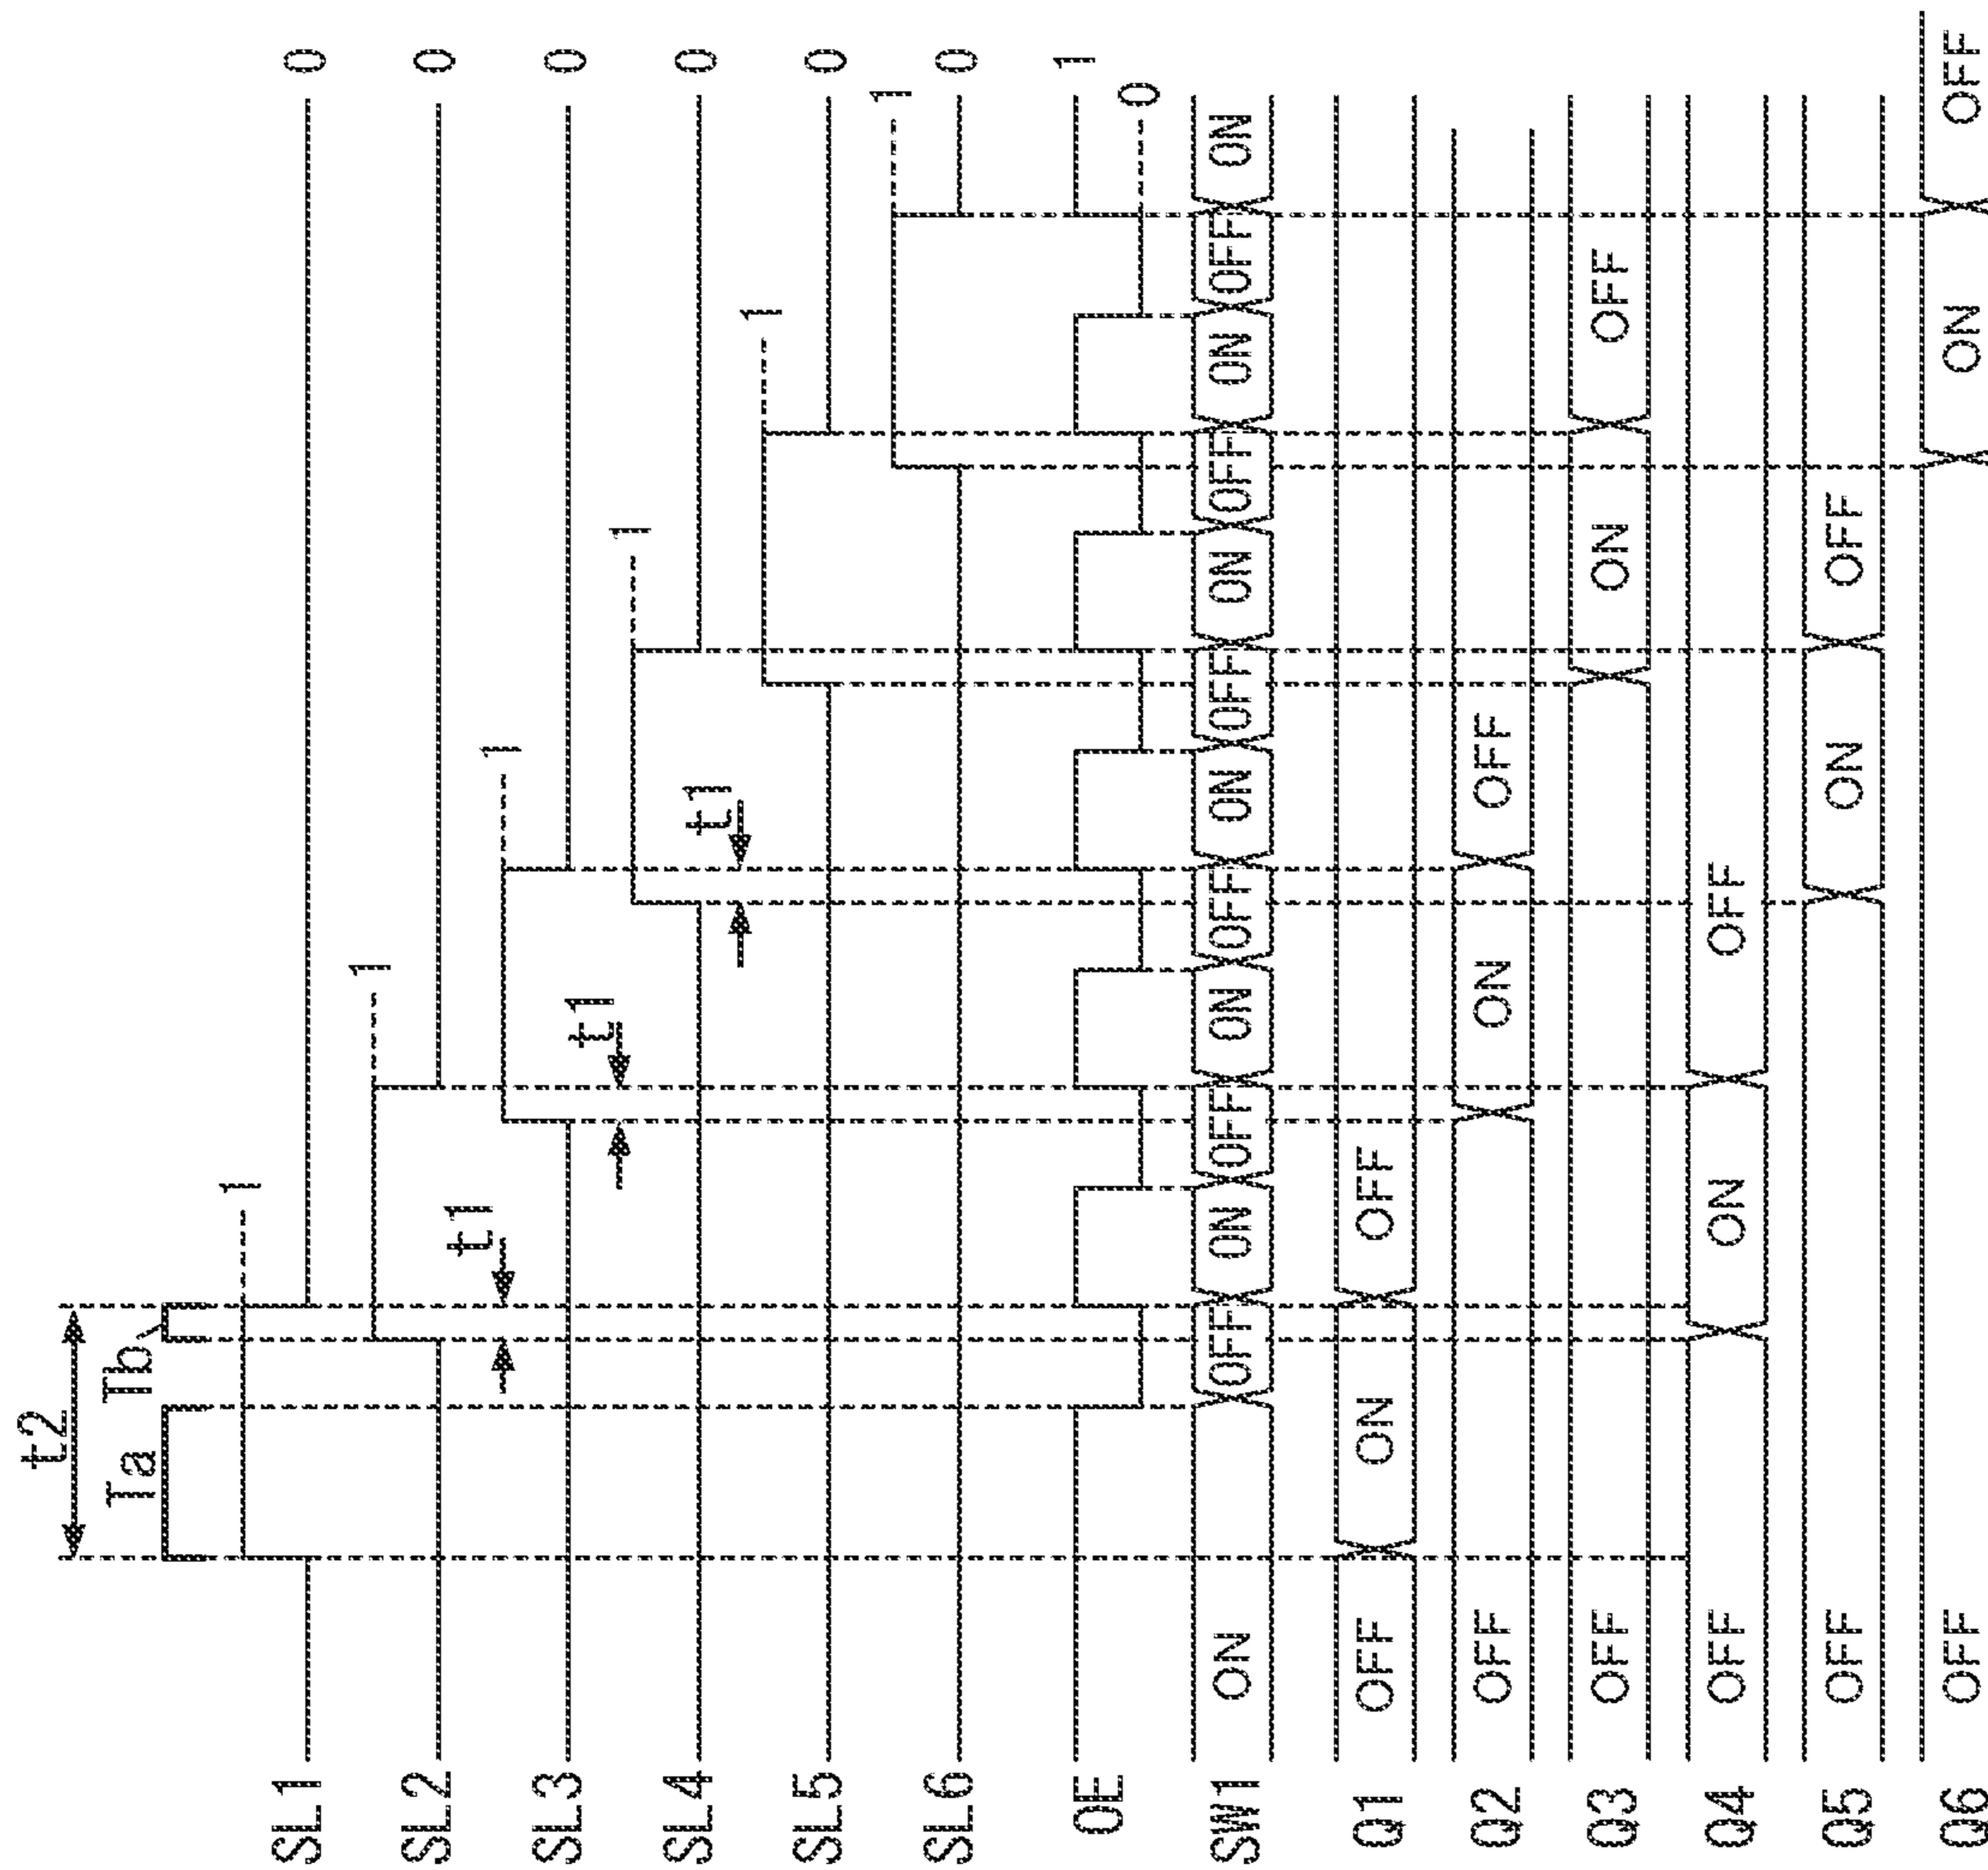 t2
Ta Tb
1
SL1 0
1
SL2 0
t1
1
SL3 0
t1
1
SL4 0
t1
1
SL5 0
1
SL6 0
OE 1
0
SW1 ON OFF ON OFF ON OFF ON OFF ON OFF ON OFF ON
Q1 OFF ON OFF
Q2 OFF ON OFF
Q3 OFF ON OFF
Q4 OFF ON OFF
Q5 OFF ON OFF
Q6 OFF ON OFF